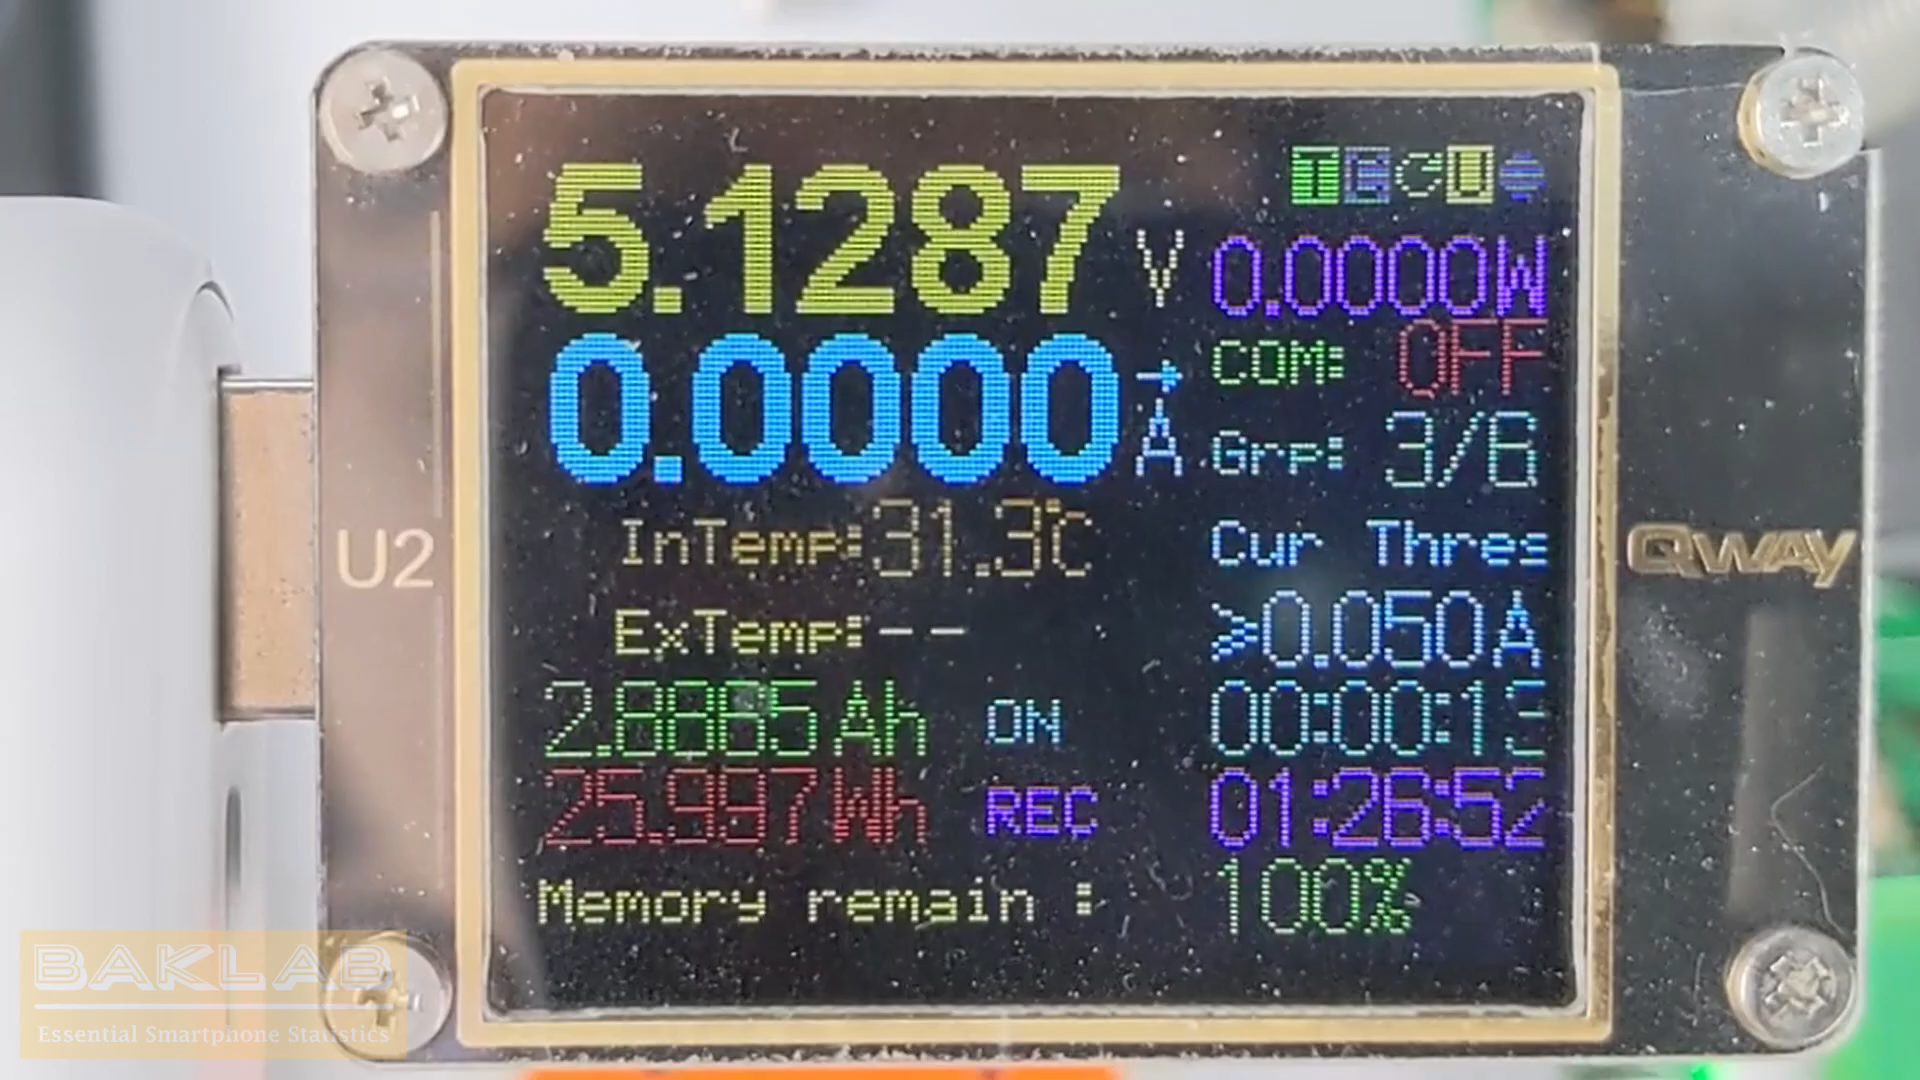 T E C U
5.1287 V
0.0000W
0.0000 A
COM: OFF
Grp: 3/6
InTemp:31.3℃
Cur Thres
ExTemp:--
>0.050A
2.8865Ah ON 00:00:13
25.997Wh REC 01:26:52
Memory remain : 100%
U2
QWAY
BAKLAB
Essential Smartphone Statistics